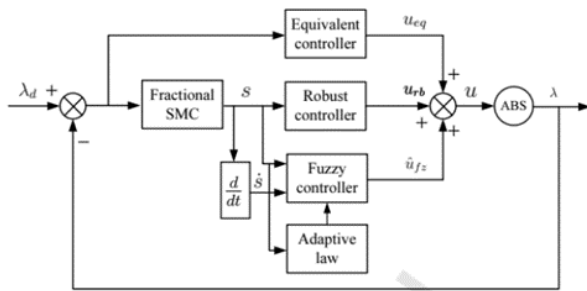 Equivalent
controller
u_eq
λ_d
+
−
Fractional
SMC
s
Robust
controller
u_rb
+
+
+
u
ABS
λ
d
dt
ṡ
Fuzzy
controller
û_fz
Adaptive
law